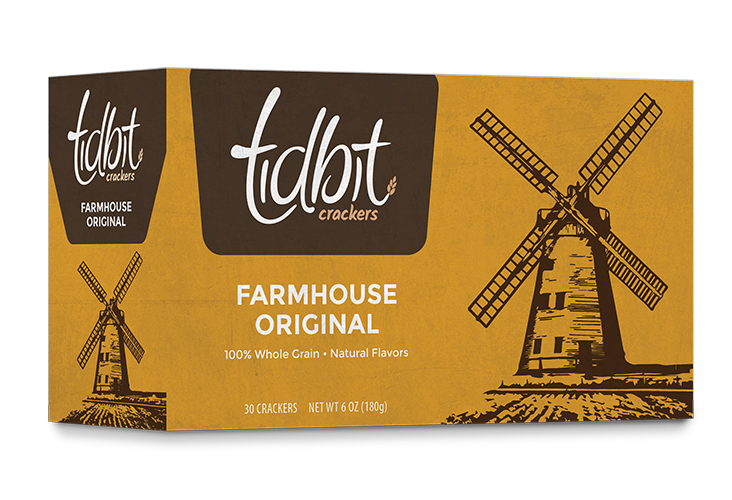 tidbit
crackers
FARMHOUSE
ORIGINAL
tidbit
crackers
FARMHOUSE
ORIGINAL
100% Whole Grain • Natural Flavors
30 CRACKERS NET WT 6 OZ (180g)